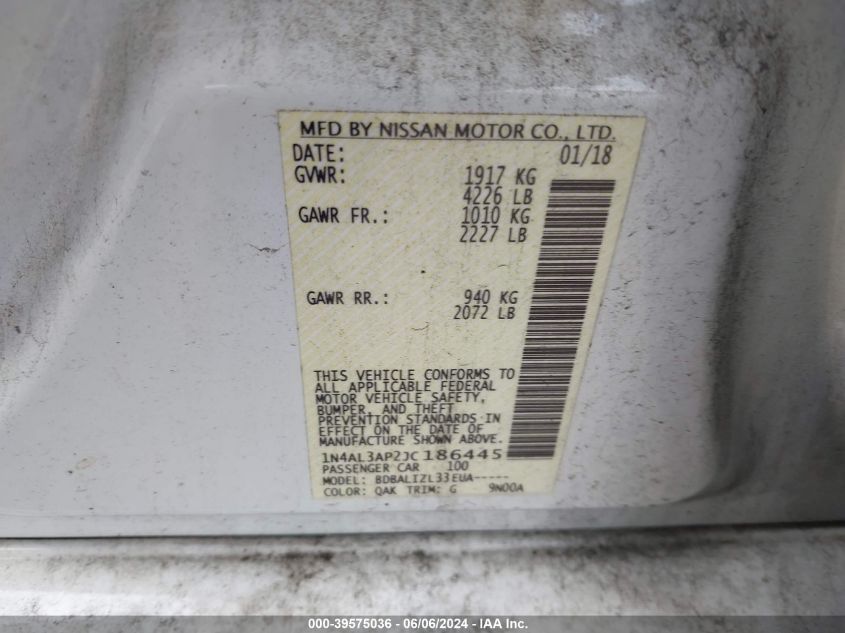 MFD BY NISSAN MOTOR CO., LTD.
DATE: 01/18
GVWR: 1917 KG
4226 LB
GAWR FR.: 1010 KG
2227 LB
GAWR RR.: 940 KG
2072 LB
THIS VEHICLE CONFORMS TO
ALL APPLICABLE FEDERAL
MOTOR VEHICLE SAFETY,
BUMPER, AND THEFT
PREVENTION STANDARDS IN
EFFECT ON THE DATE OF
MANUFACTURE SHOWN ABOVE.
1N4AL3AP2JC186445
PASSENGER CAR 100
MODEL: BDBALIZL33EUA-----
COLOR: QAK TRIM: G 9N00A
000-39575036 - 06/06/2024 - IAA Inc.